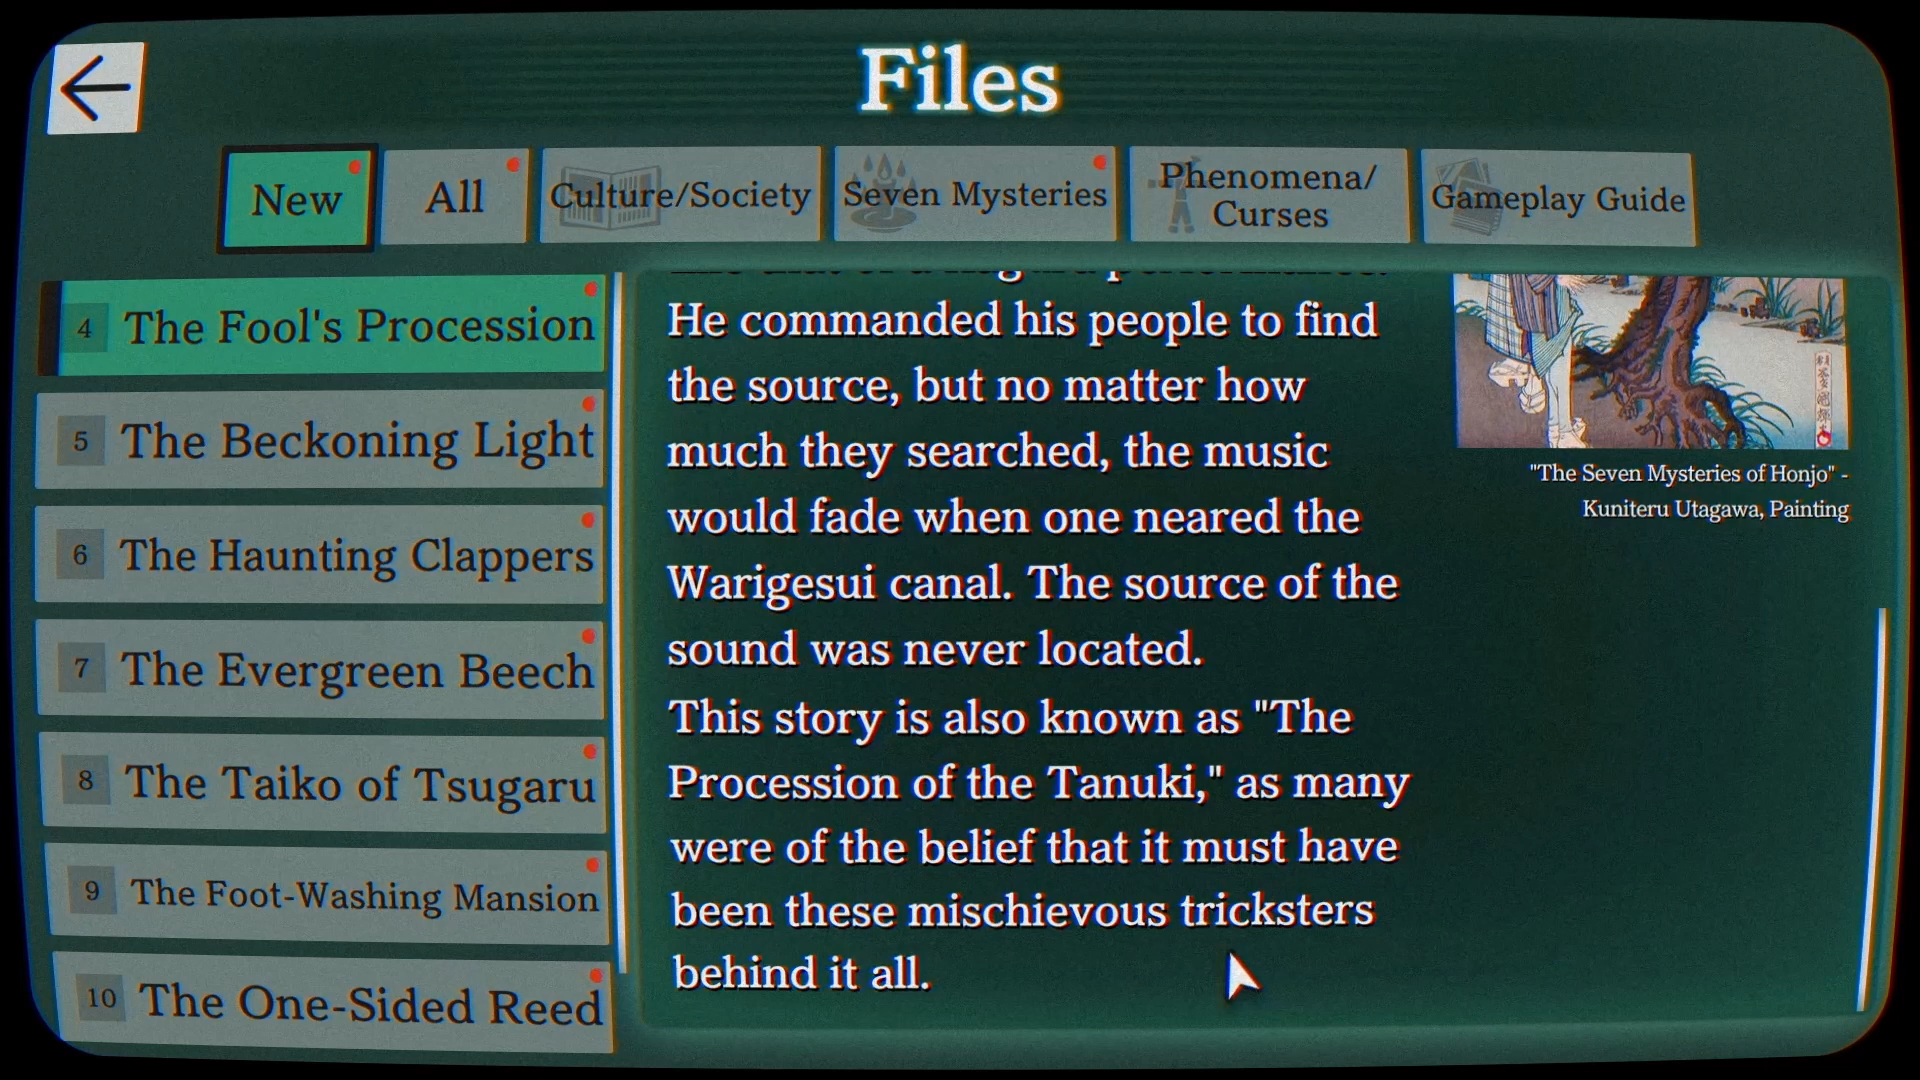 Files
New
All
Culture/Society
Seven Mysteries
Phenomena/
Curses
Gameplay Guide
4 The Fool's Procession
5 The Beckoning Light
6 The Haunting Clappers
7 The Evergreen Beech
8 The Taiko of Tsugaru
9 The Foot-Washing Mansion
10 The One-Sided Reed
He commanded his people to find
the source, but no matter how
much they searched, the music
would fade when one neared the
Warigesui canal. The source of the
sound was never located.
This story is also known as "The
Procession of the Tanuki," as many
were of the belief that it must have
been these mischievous tricksters
behind it all.
"The Seven Mysteries of Honjo" -
Kuniteru Utagawa, Painting